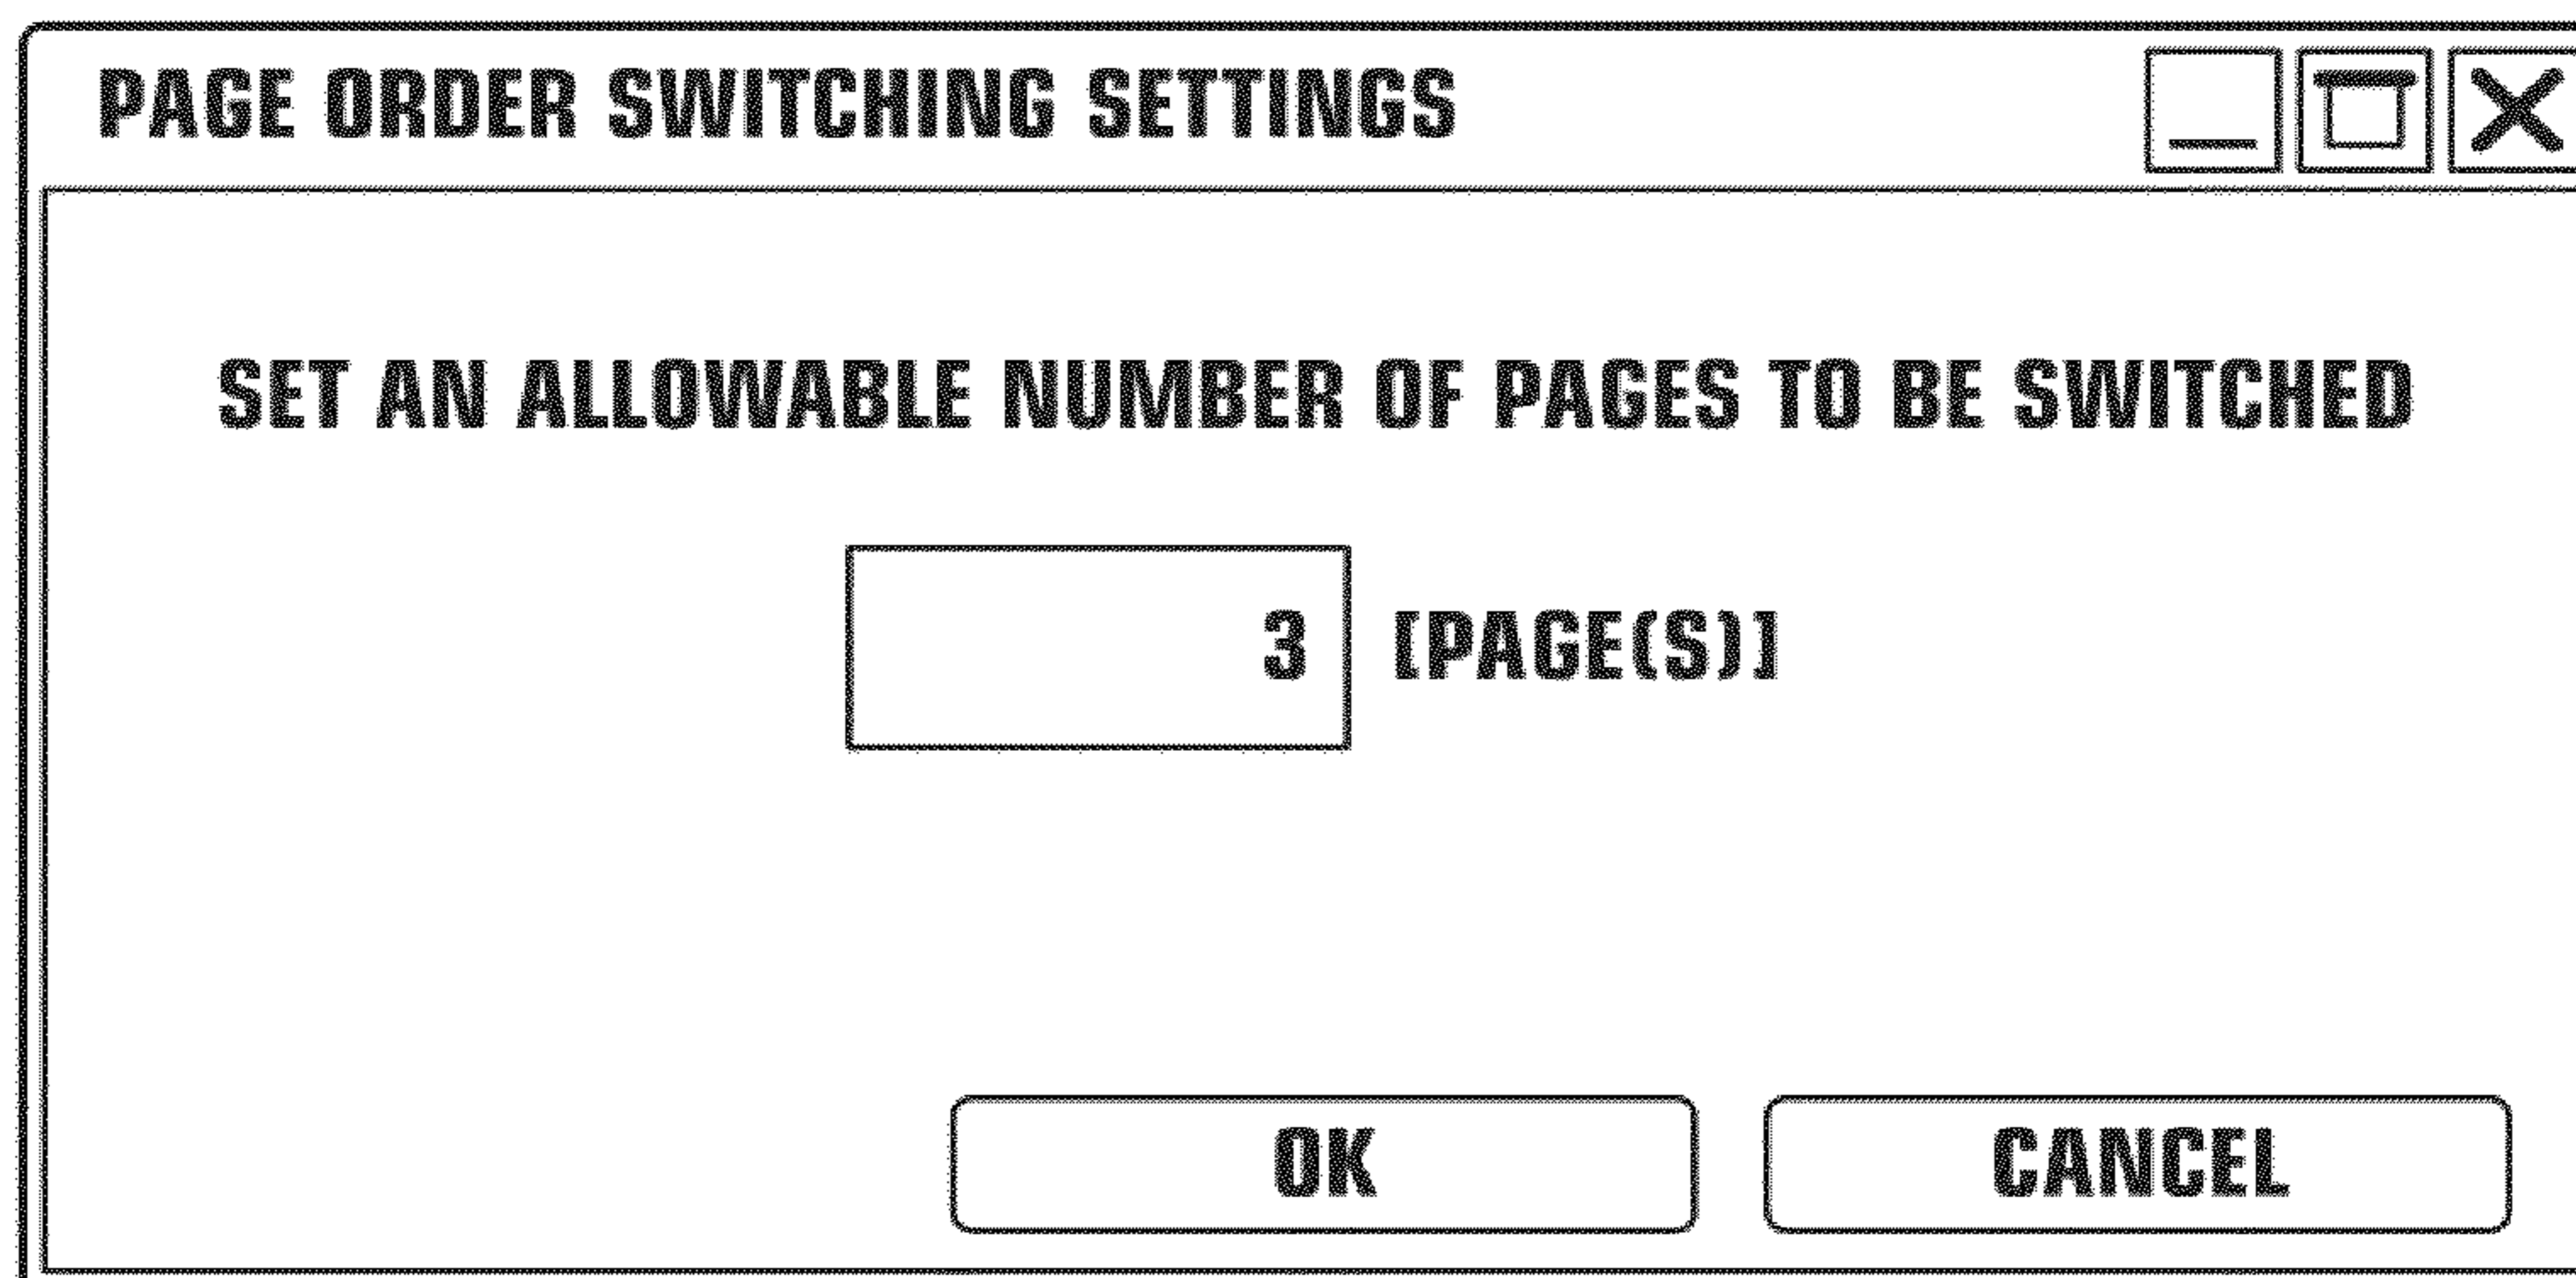 PAGE ORDER SWITCHING SETTINGS
SET AN ALLOWABLE NUMBER OF PAGES TO BE SWITCHED
3 [PAGE(S)]
OK CANCEL